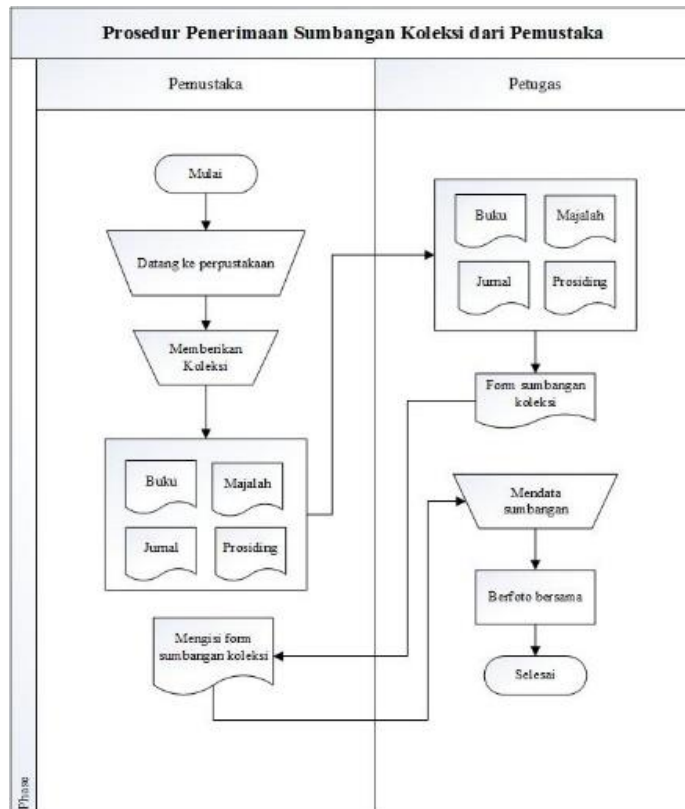 Prosedur Penerimaan Sumbangan Koleksi dari Pemustaka
Pemustaka
Petugas
Mulai
Datang ke perpustakaan
Memberikan
Koleksi
Buku
Majalah
Jurnal
Prosiding
Buku
Majalah
Jurnal
Prosiding
Form sumbangan
koleksi
Mengisi form
sumbangan koleksi
Mendata
sumbangan
Berfoto bersama
Selesai
Phase